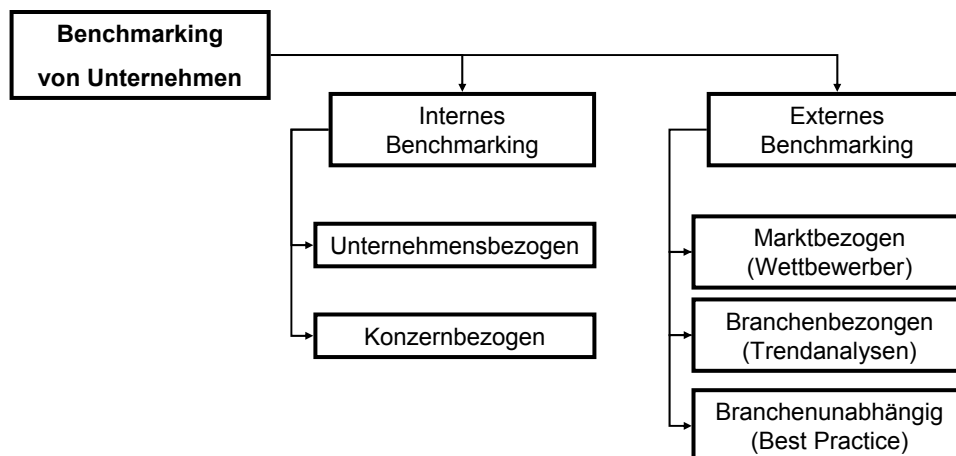 Benchmarking
von Unternehmen
Internes
Benchmarking
Externes
Benchmarking
Unternehmensbezogen
Konzernbezogen
Marktbezogen
(Wettbewerber)
Branchenbezongen
(Trendanalysen)
Branchenunabhängig
(Best Practice)